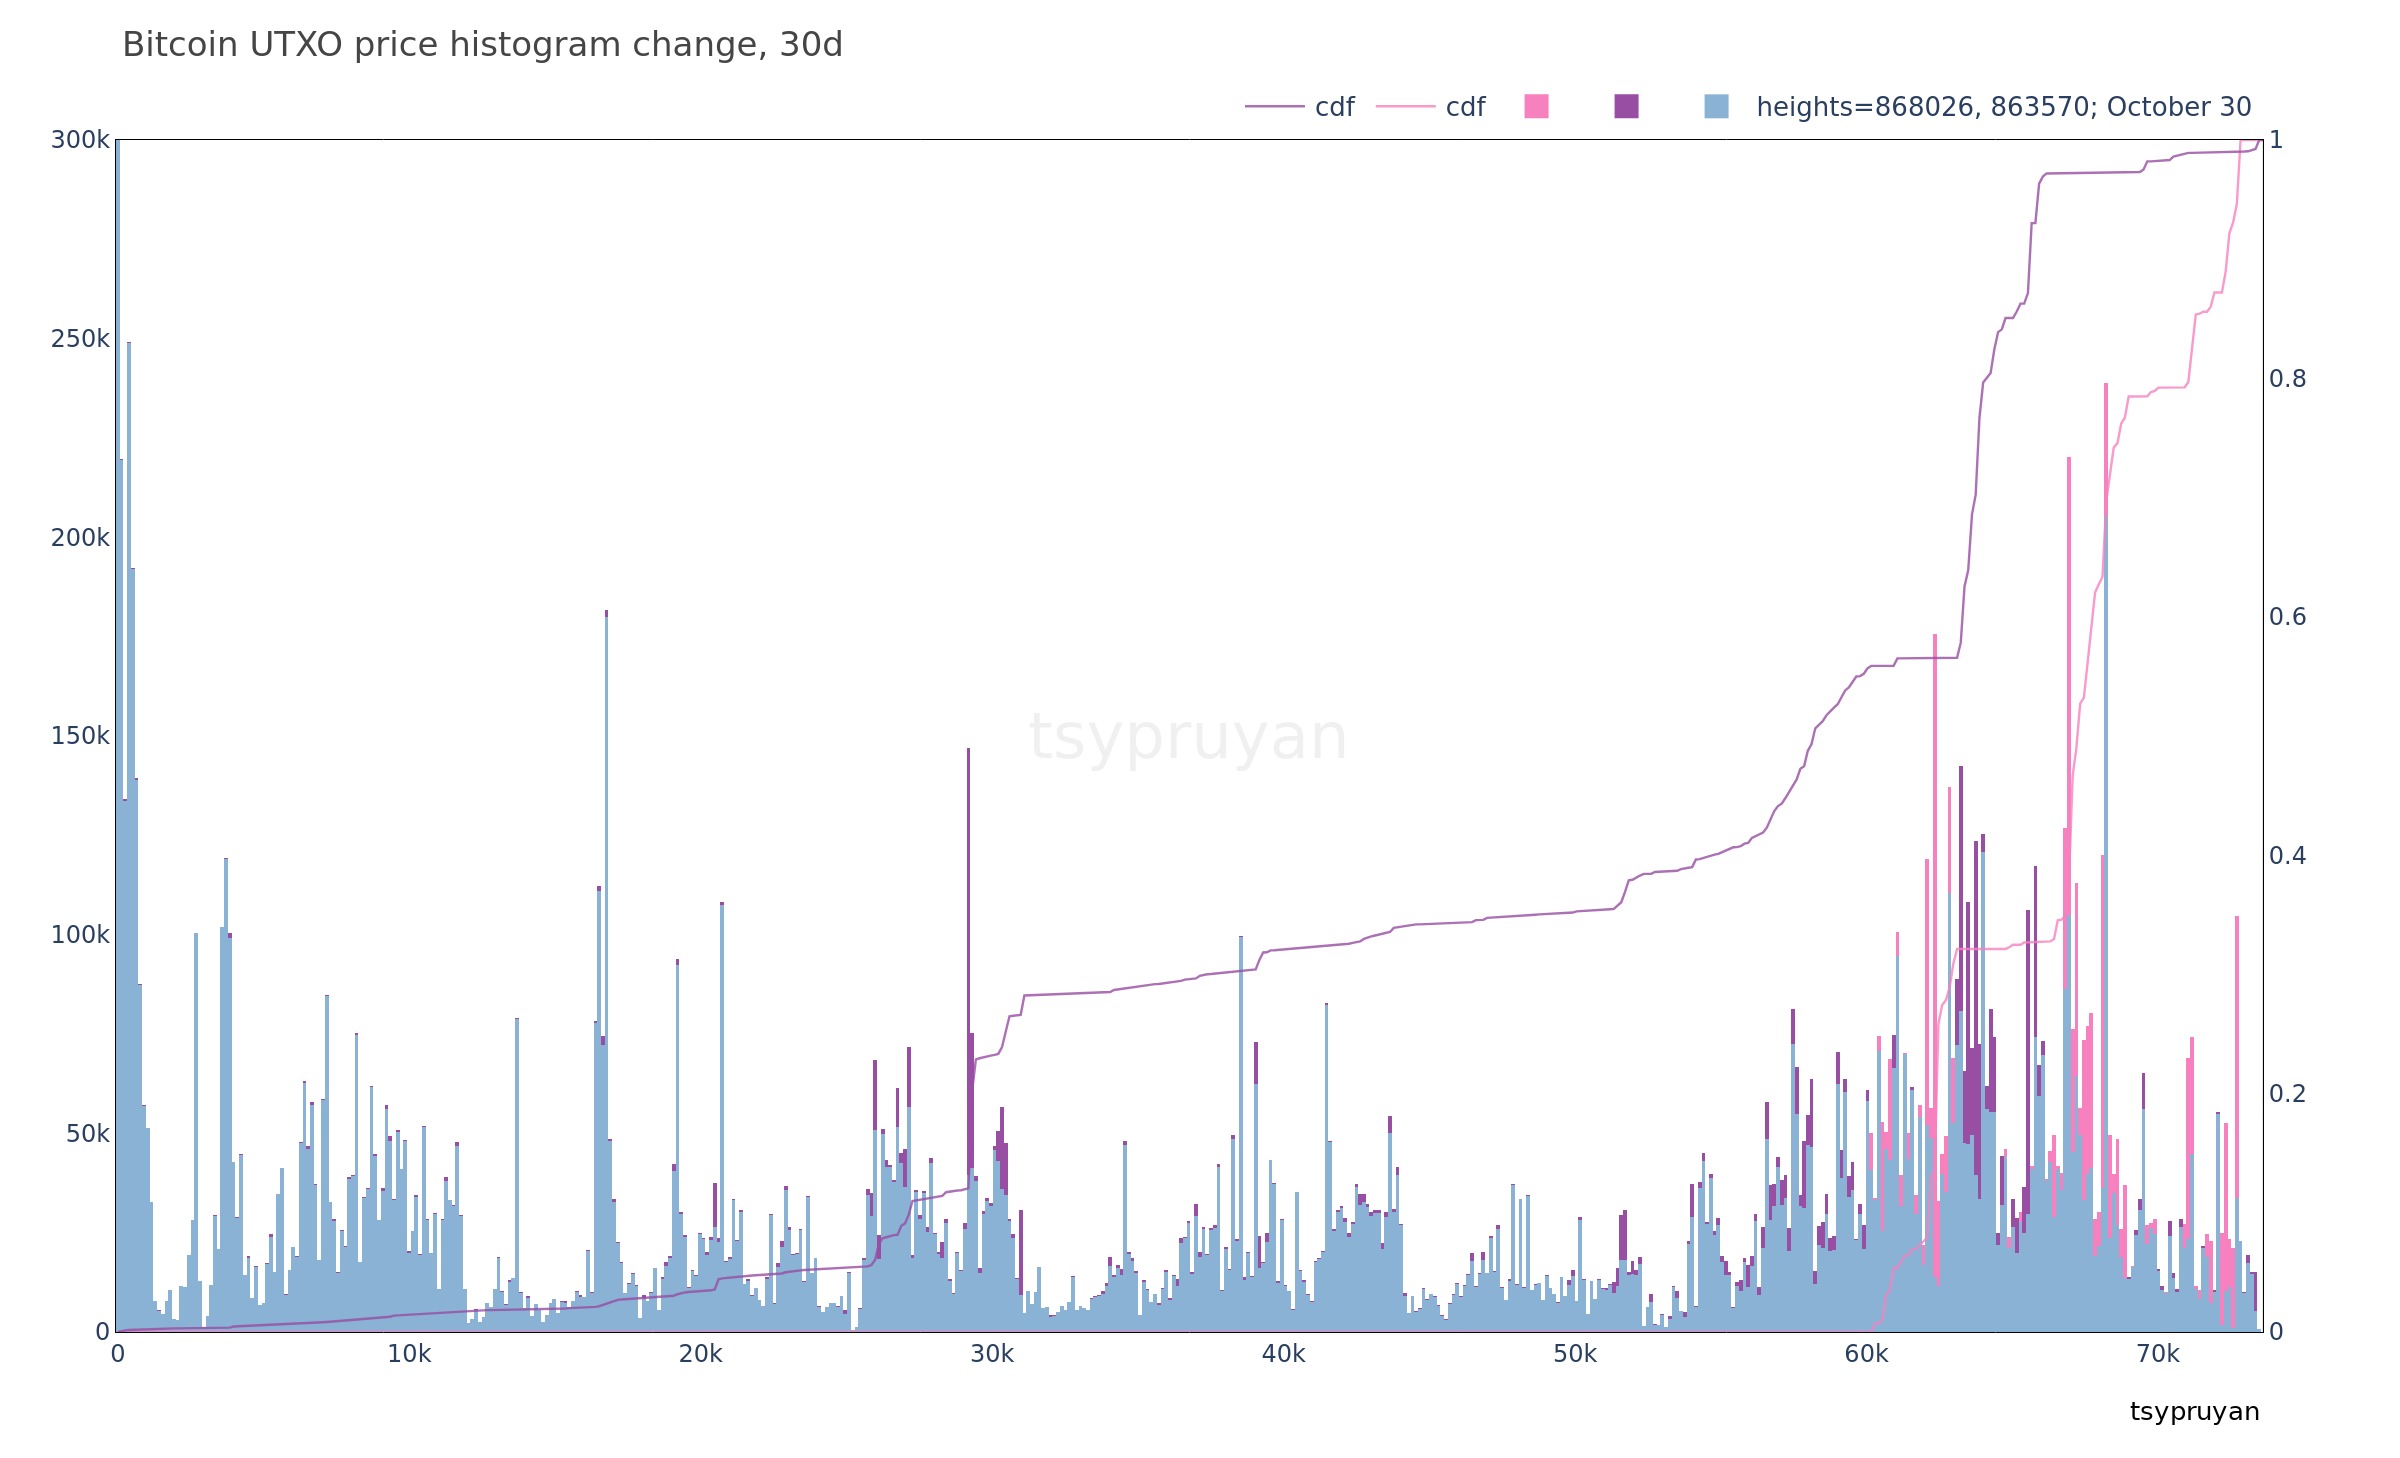 Bitcoin UTXO price histogram change, 30d
cdf cdf heights=868026, 863570; October 30
300k 1
250k
0.8
200k
0.6
150k
tsypruyan
0.4
100k
0.2
50k
0 0
0 10k 20k 30k 40k 50k 60k 70k
tsypruyan